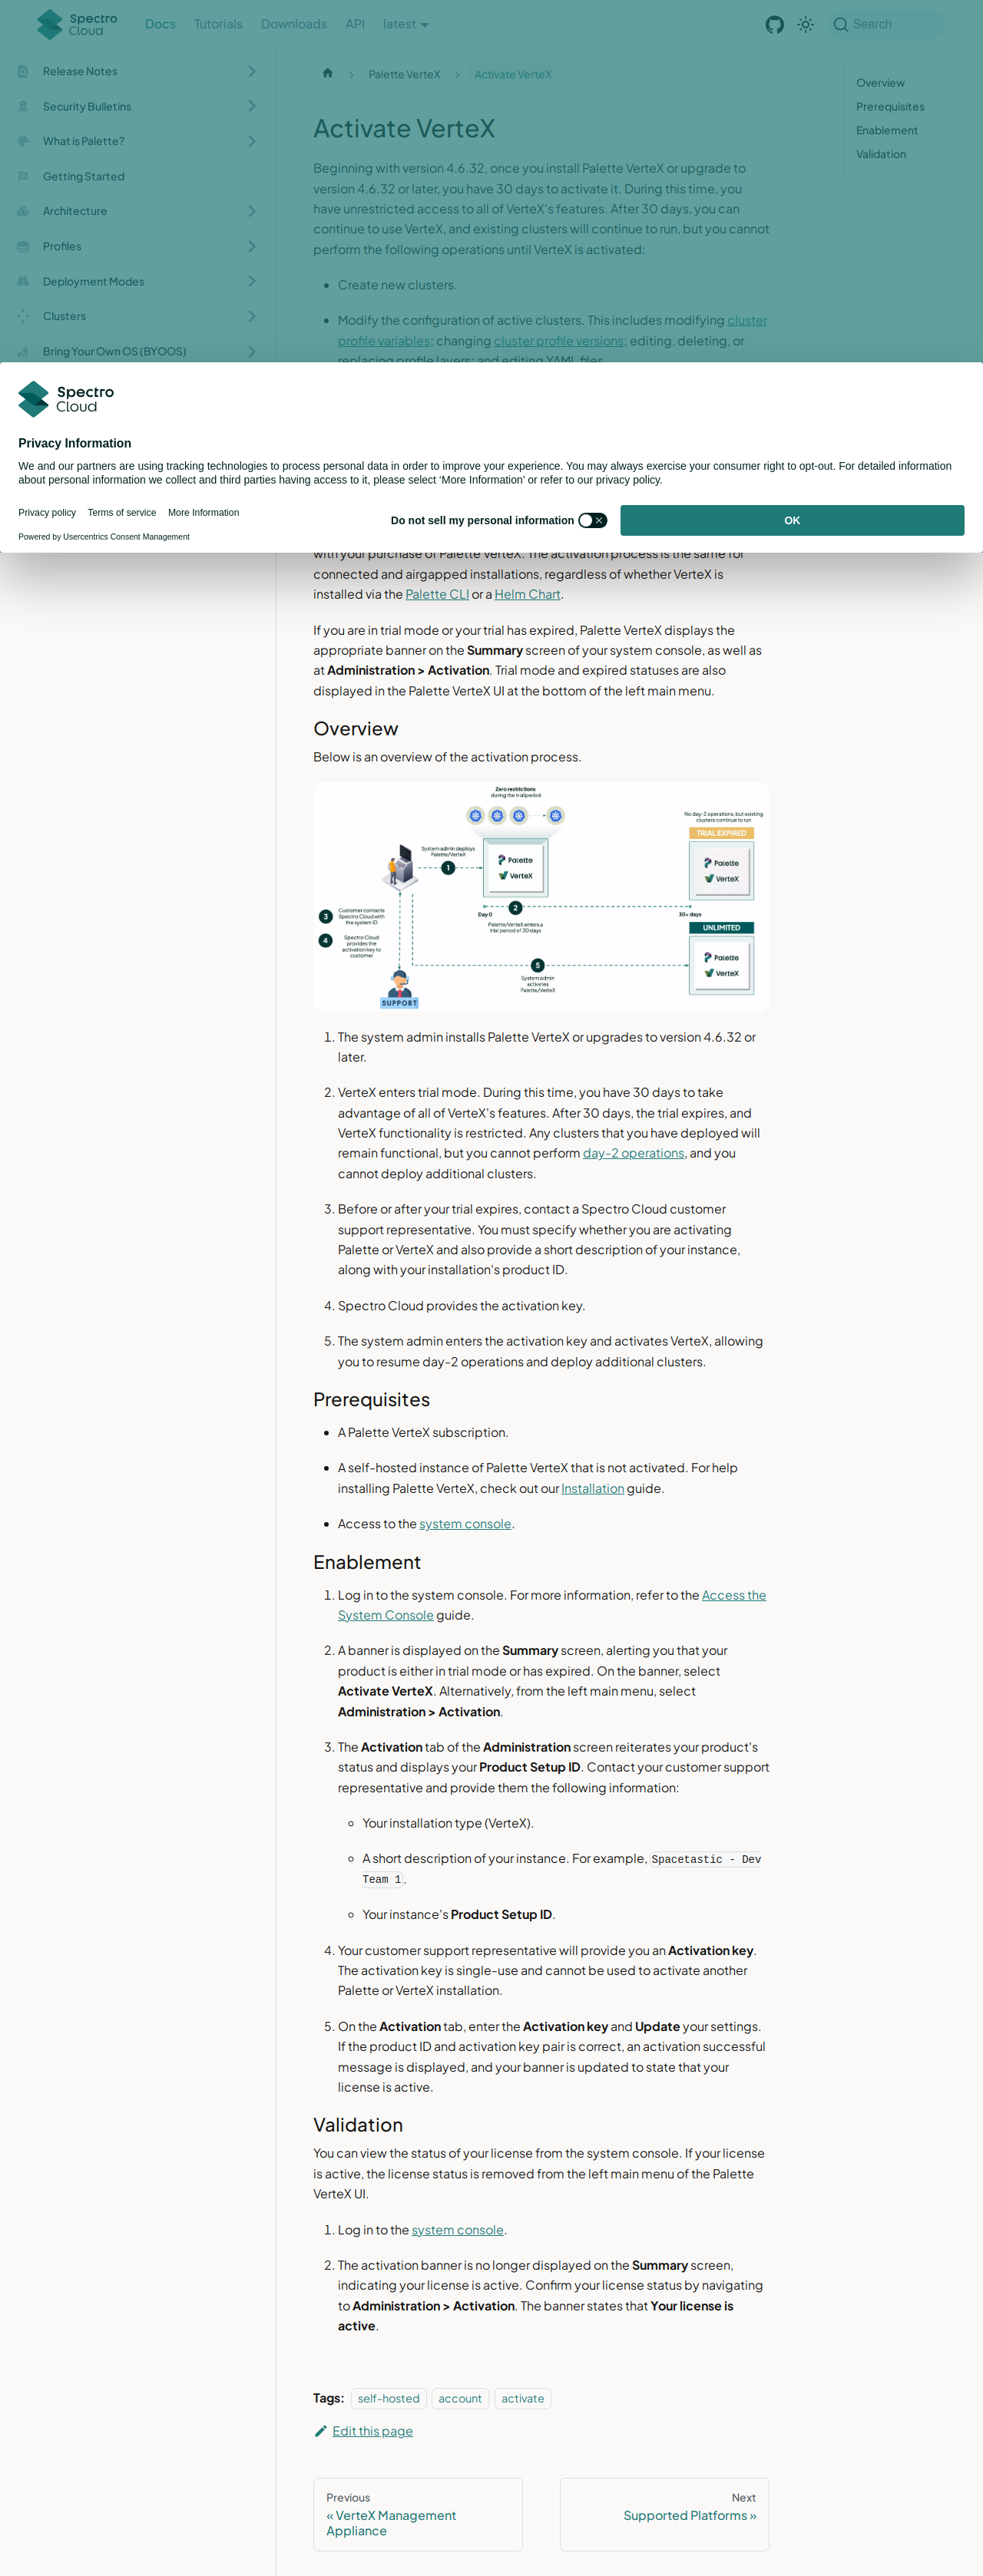 Spectro Cloud
Docs
Tutorials
Downloads
API
latest
Search
Release Notes
Security Bulletins
What is Palette?
Getting Started
Architecture
Profiles
Deployment Modes
Clusters
Bring Your Own OS (BYOOS)
Palette VerteX
Activate VerteX
Overview
Prerequisites
Enablement
Validation
Activate VerteX
Beginning with version 4.6.32, once you install Palette VerteX or upgrade to
version 4.6.32 or later, you have 30 days to activate it. During this time, you
have unrestricted access to all of VerteX's features. After 30 days, you can
continue to use VerteX, and existing clusters will continue to run, but you cannot
perform the following operations until VerteX is activated:
Create new clusters.
Modify the configuration of active clusters. This includes modifying cluster
profile variables; changing cluster profile versions; editing, deleting, or
replacing profile layers; and editing YAML files.
Spectro Cloud
Privacy Information
We and our partners are using tracking technologies to process personal data in order to improve your experience. You may always exercise your consumer right to opt-out. For detailed information
about personal information we collect and third parties having access to it, please select ‘More Information’ or refer to our privacy policy.
Privacy policy
Terms of service
More Information
Powered by Usercentrics Consent Management
Do not sell my personal information
OK
with your purchase of Palette VerteX. The activation process is the same for
connected and airgapped installations, regardless of whether VerteX is
installed via the Palette CLI or a Helm Chart.
If you are in trial mode or your trial has expired, Palette VerteX displays the
appropriate banner on the Summary screen of your system console, as well as
at Administration > Activation. Trial mode and expired statuses are also
displayed in the Palette VerteX UI at the bottom of the left main menu.
Overview
Below is an overview of the activation process.
Zero restrictions
during the trial period
No day-2 operations, but existing
clusters continue to run
TRIAL EXPIRED
System admin deploys
Palette/VerteX
1
Palette
VerteX
Palette
VerteX
Day 0
2
30+ days
Palette/VerteX enters a
trial period of 30 days
3
Customer contacts
Spectro Cloud with
the system ID
4
Spectro Cloud
provides the
activation key to
customer
UNLIMITED
Palette
VerteX
5
System admin
activates
Palette/VerteX
SUPPORT
1. The system admin installs Palette VerteX or upgrades to version 4.6.32 or
later.
2. VerteX enters trial mode. During this time, you have 30 days to take
advantage of all of VerteX's features. After 30 days, the trial expires, and
VerteX functionality is restricted. Any clusters that you have deployed will
remain functional, but you cannot perform day-2 operations, and you
cannot deploy additional clusters.
3. Before or after your trial expires, contact a Spectro Cloud customer
support representative. You must specify whether you are activating
Palette or VerteX and also provide a short description of your instance,
along with your installation's product ID.
4. Spectro Cloud provides the activation key.
5. The system admin enters the activation key and activates VerteX, allowing
you to resume day-2 operations and deploy additional clusters.
Prerequisites
A Palette VerteX subscription.
A self-hosted instance of Palette VerteX that is not activated. For help
installing Palette VerteX, check out our Installation guide.
Access to the system console.
Enablement
1. Log in to the system console. For more information, refer to the Access the
System Console guide.
2. A banner is displayed on the Summary screen, alerting you that your
product is either in trial mode or has expired. On the banner, select
Activate VerteX. Alternatively, from the left main menu, select
Administration > Activation.
3. The Activation tab of the Administration screen reiterates your product's
status and displays your Product Setup ID. Contact your customer support
representative and provide them the following information:
Your installation type (VerteX).
A short description of your instance. For example, Spacetastic - Dev
Team 1.
Your instance's Product Setup ID.
4. Your customer support representative will provide you an Activation key.
The activation key is single-use and cannot be used to activate another
Palette or VerteX installation.
5. On the Activation tab, enter the Activation key and Update your settings.
If the product ID and activation key pair is correct, an activation successful
message is displayed, and your banner is updated to state that your
license is active.
Validation
You can view the status of your license from the system console. If your license
is active, the license status is removed from the left main menu of the Palette
VerteX UI.
1. Log in to the system console.
2. The activation banner is no longer displayed on the Summary screen,
indicating your license is active. Confirm your license status by navigating
to Administration > Activation. The banner states that Your license is
active.
Tags: self-hosted account activate
Edit this page
Previous
« VerteX Management
Appliance
Next
Supported Platforms »